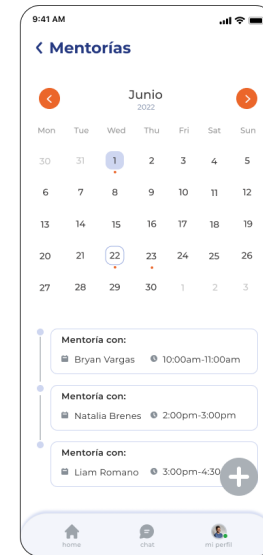 9:41 AM
Mentorías
Junio
2022
Mon Tue Wed Thu Fri Sat Sun
30 31 1 2 3 4 5
6 7 8 9 10 11 12
13 14 15 16 17 18 19
20 21 22 23 24 25 26
27 28 29 30 1 2 3
Mentoría con:
Bryan Vargas 10:00am-11:00am
Mentoría con:
Natalia Brenes 2:00pm-3:00pm
Mentoría con:
Liam Romano 3:00pm-4:30
home chat mi perfil